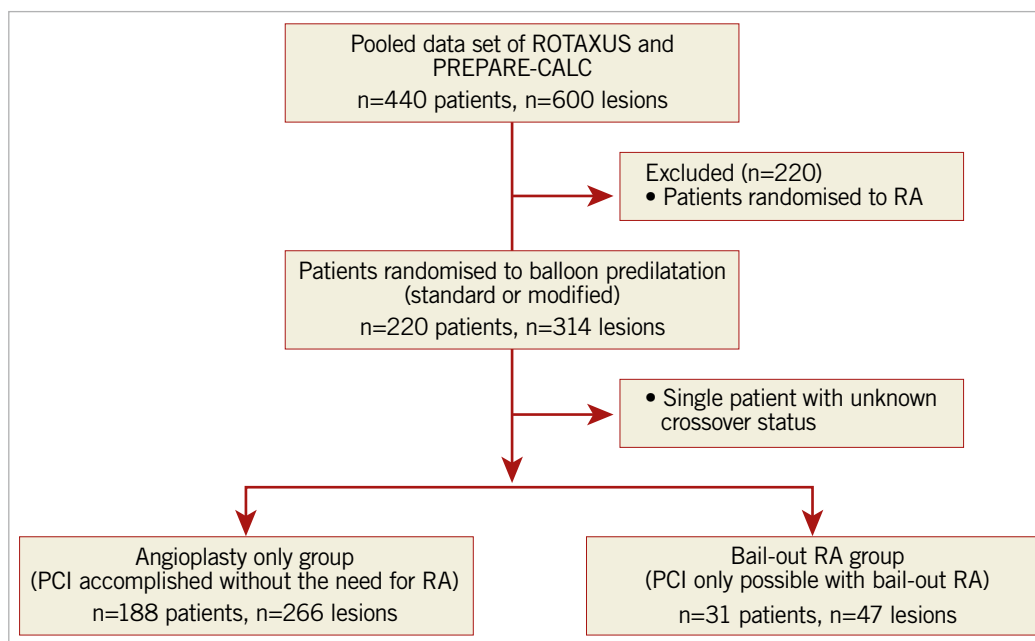 Pooled data set of ROTAXUS and
PREPARE-CALC
n=440 patients, n=600 lesions
Excluded (n=220)
• Patients randomised to RA
Patients randomised to balloon predilatation
(standard or modified)
n=220 patients, n=314 lesions
• Single patient with unknown
crossover status
Angioplasty only group
(PCI accomplished without the need for RA)
n=188 patients, n=266 lesions
Bail-out RA group
(PCI only possible with bail-out RA)
n=31 patients, n=47 lesions